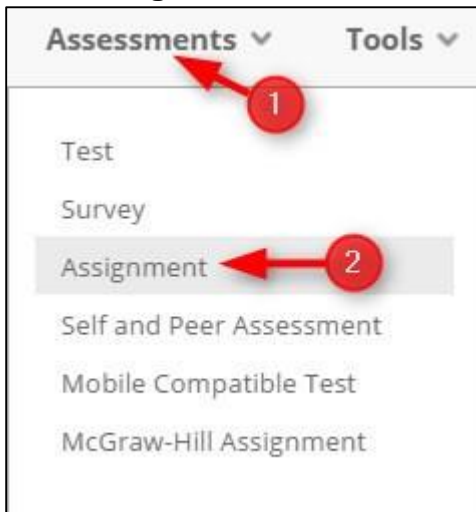 Assessments Tools
1
Test
Survey
Assignment 2
Self and Peer Assessment
Mobile Compatible Test
McGraw-Hill Assignment